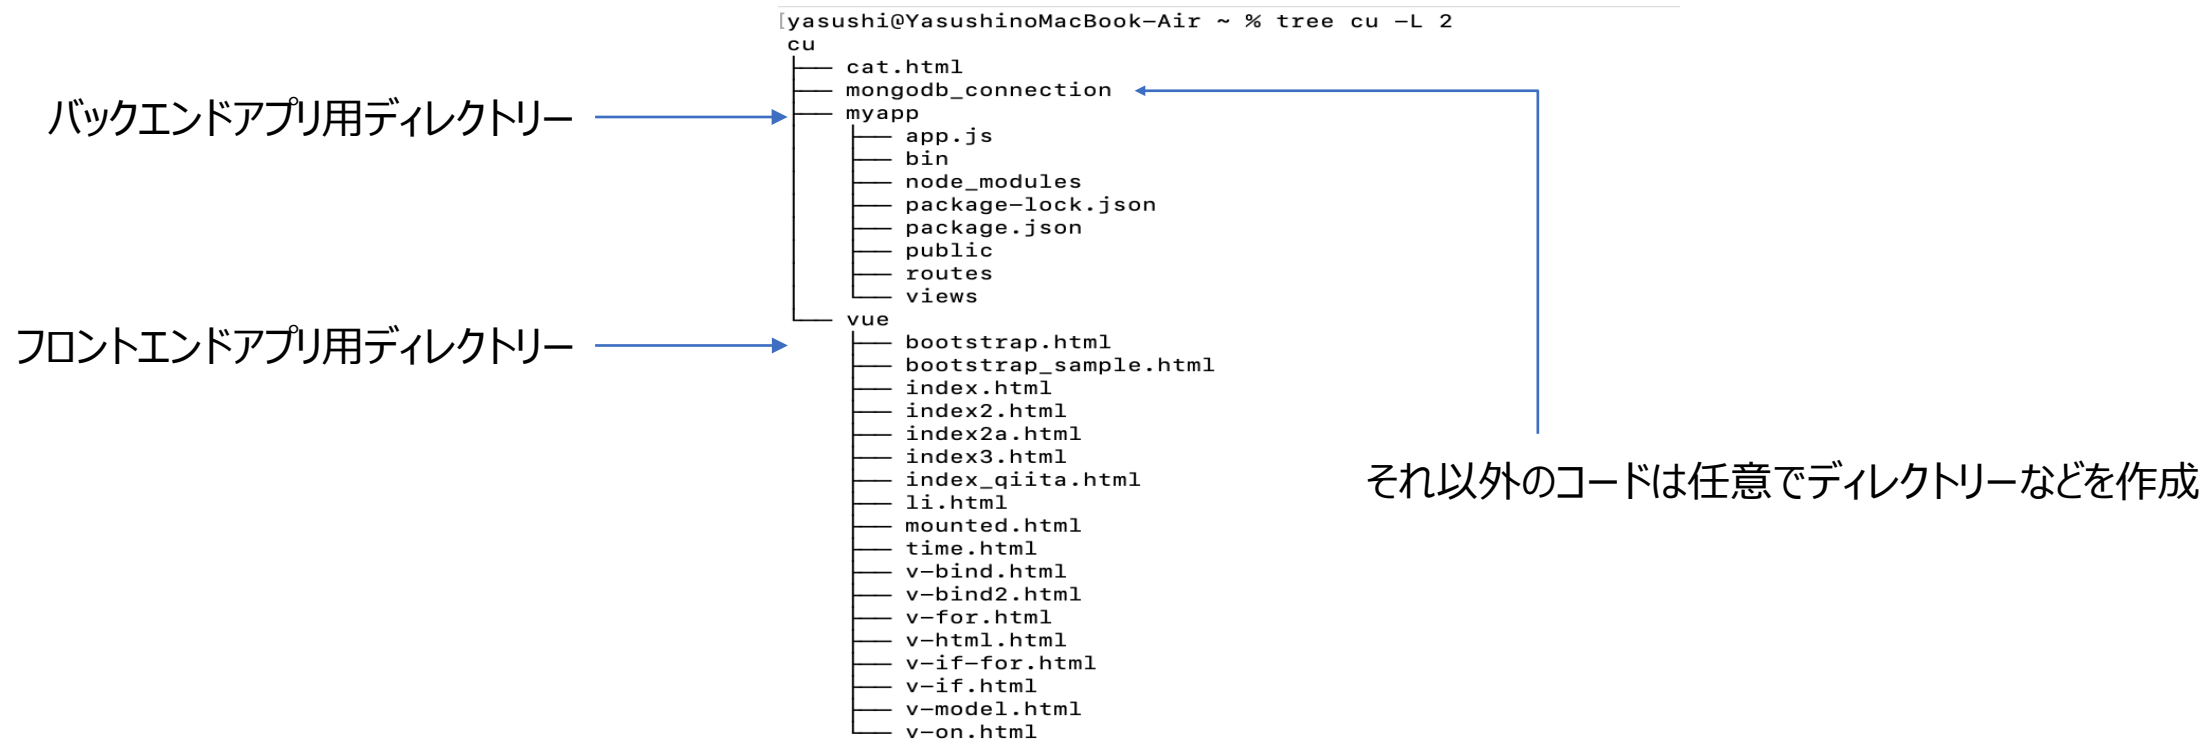 [yasushi@YasushinoMacBook-Air ~ % tree cu -L 2
cu
├── cat.html
├── mongodb_connection
├── myapp
│   ├── app.js
│   ├── bin
│   ├── node_modules
│   ├── package-lock.json
│   ├── package.json
│   ├── public
│   ├── routes
│   └── views
└── vue
    ├── bootstrap.html
    ├── bootstrap_sample.html
    ├── index.html
    ├── index2.html
    ├── index2a.html
    ├── index3.html
    ├── index_qiita.html
    ├── li.html
    ├── mounted.html
    ├── time.html
    ├── v-bind.html
    ├── v-bind2.html
    ├── v-for.html
    ├── v-html.html
    ├── v-if-for.html
    ├── v-if.html
    ├── v-model.html
    └── v-on.html
バックエンドアプリ用ディレクトリー
フロントエンドアプリ用ディレクトリー
それ以外のコードは任意でディレクトリーなどを作成